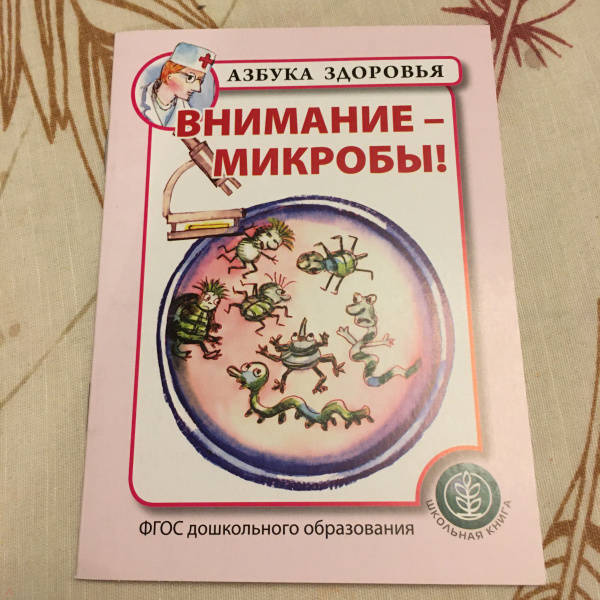 АЗБУКА ЗДОРОВЬЯ
ВНИМАНИЕ –
МИКРОБЫ!
ФГОС дошкольного образования
ШКОЛЬНАЯ КНИГА